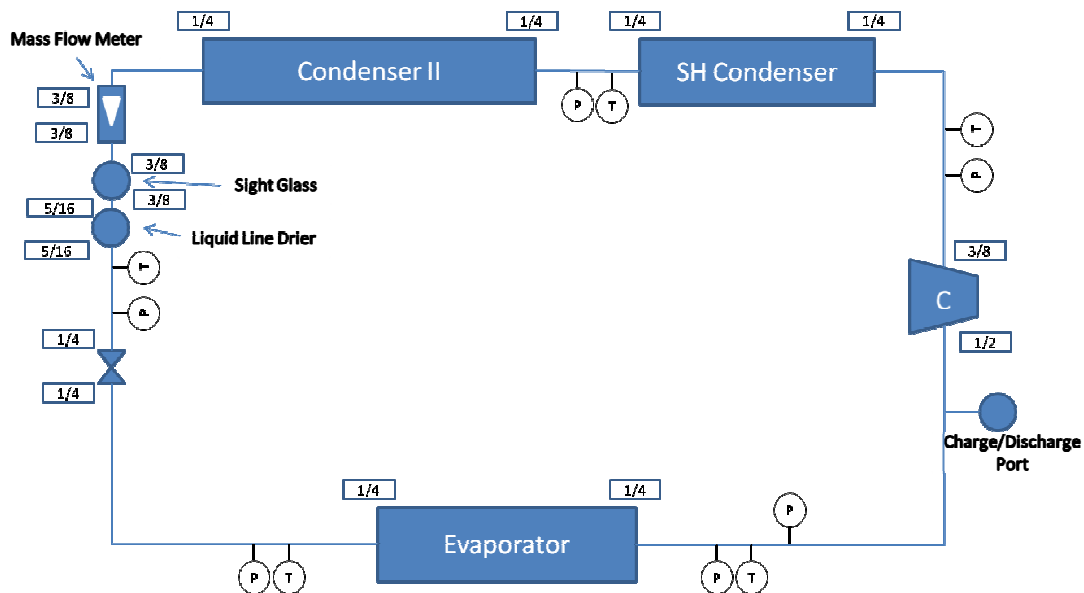 1/4
1/4
1/4
1/4
Mass Flow Meter
Condenser II
SH Condenser
3/8
P
T
3/8
T
3/8
Sight Glass
P
3/8
5/16
Liquid Line Drier
5/16
T
3/8
C
P
1/4
1/2
1/4
Charge/Discharge
Port
1/4
1/4
P
Evaporator
P
T
P
T